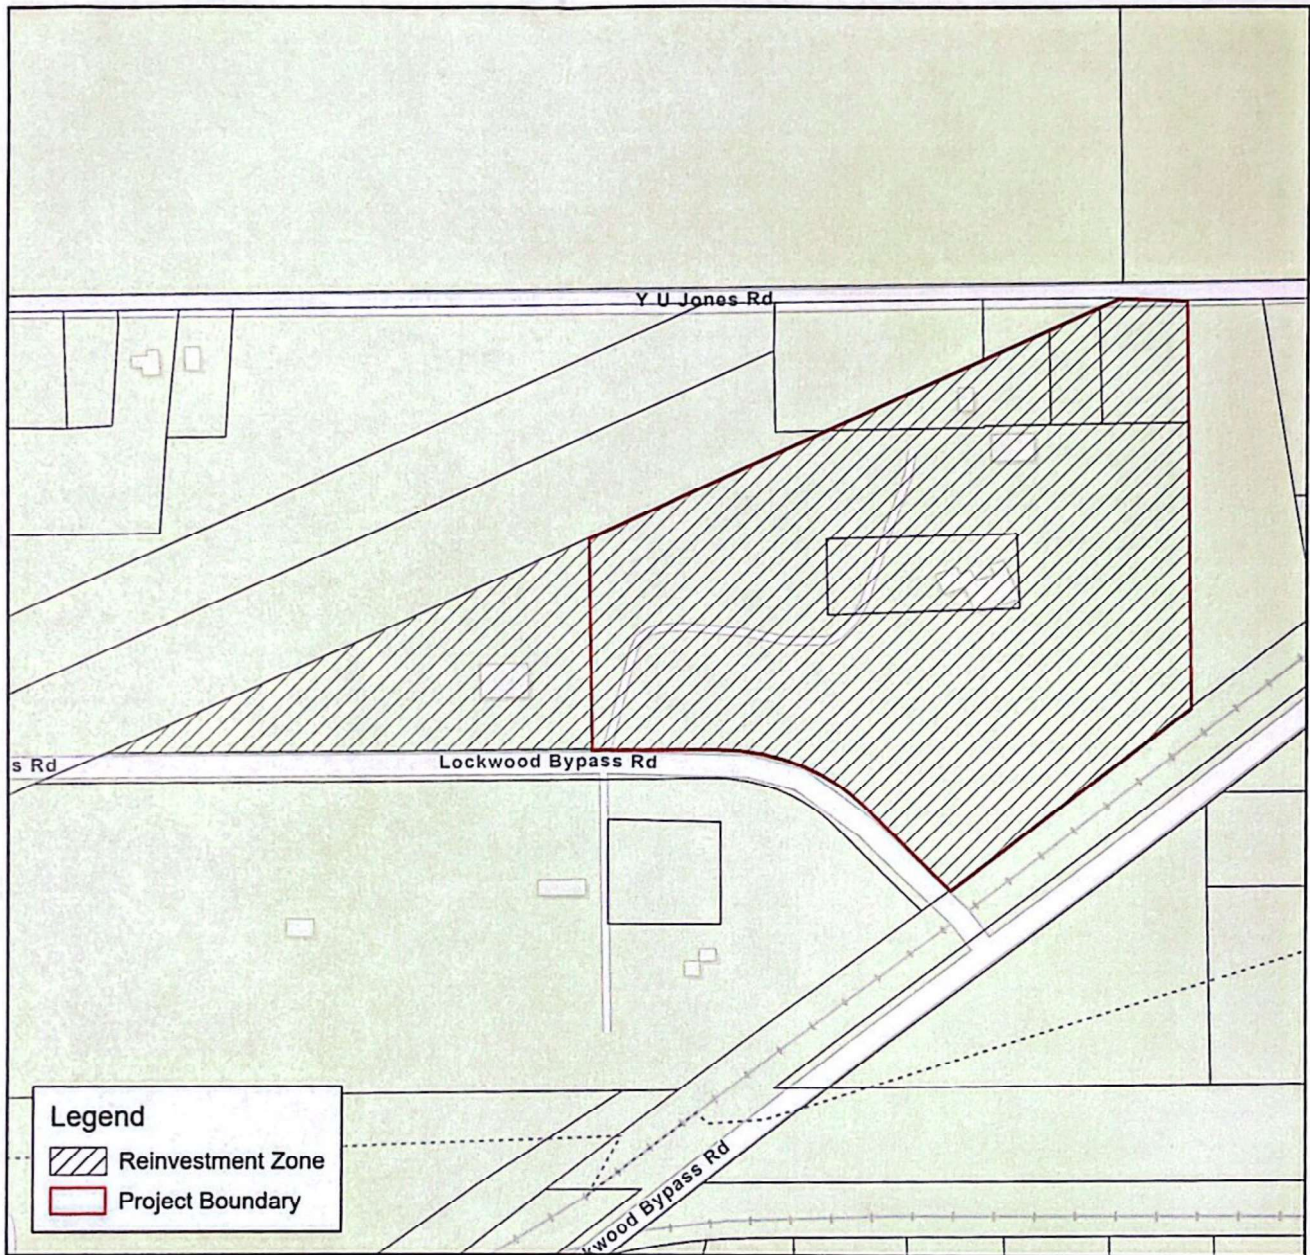 Y U Jones Rd
s Rd
Lockwood Bypass Rd
kwood Bypass Rd
Legend
Reinvestment Zone
Project Boundary